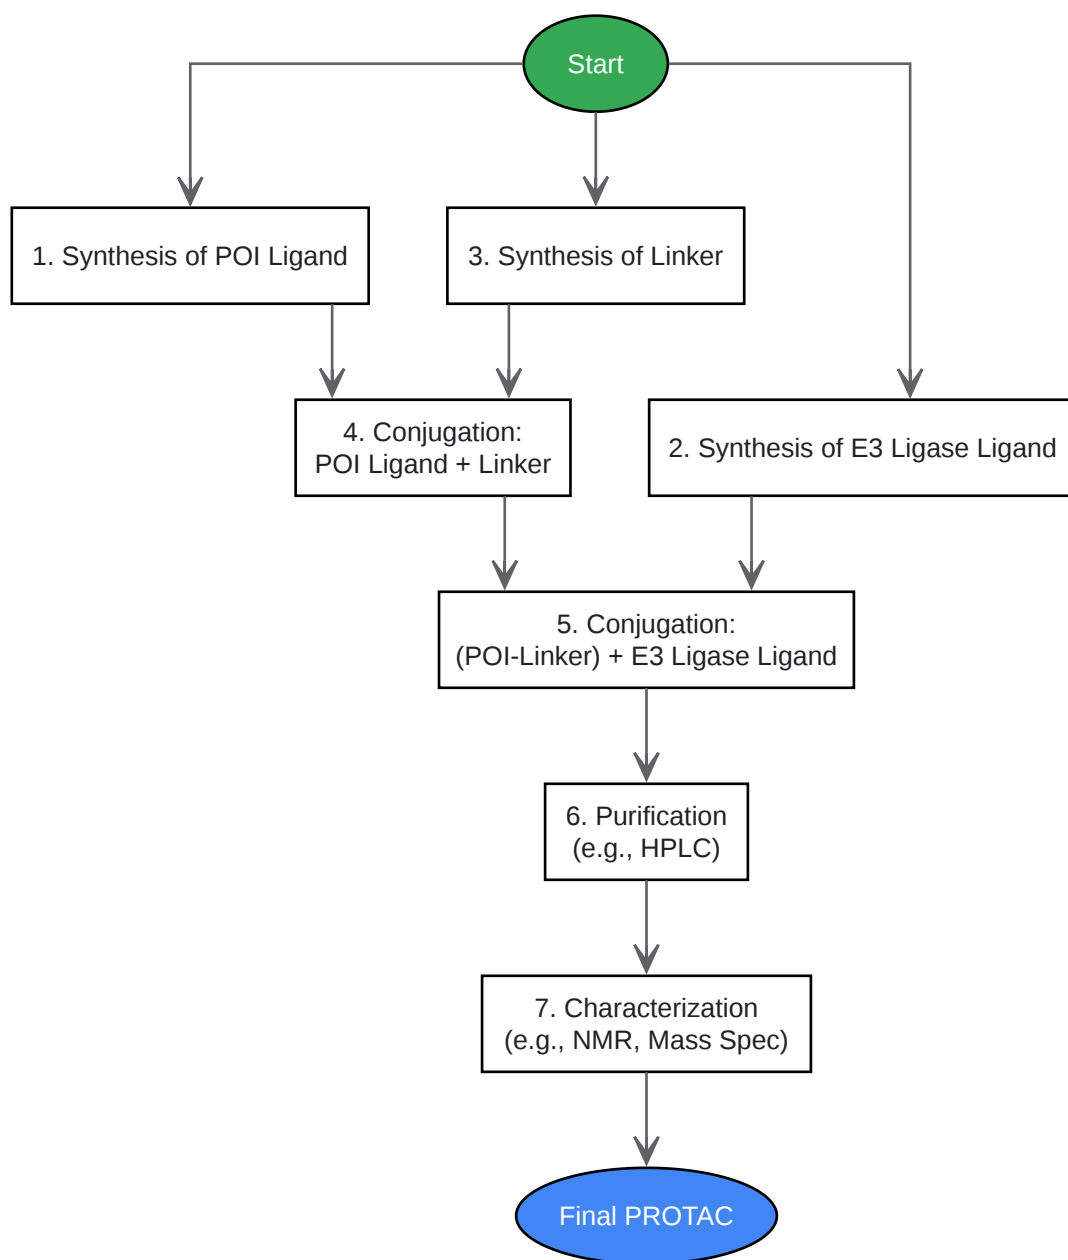 Start
1. Synthesis of POI Ligand
3. Synthesis of Linker
4. Conjugation:
POI Ligand + Linker
2. Synthesis of E3 Ligase Ligand
5. Conjugation:
(POI-Linker) + E3 Ligase Ligand
6. Purification
(e.g., HPLC)
7. Characterization
(e.g., NMR, Mass Spec)
Final PROTAC